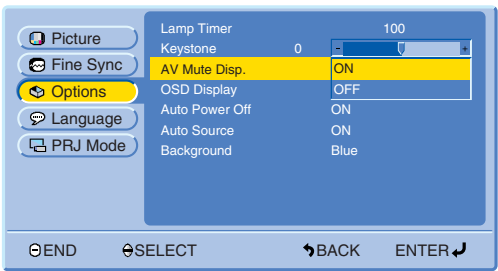 Picture
Fine Sync
Options
Language
PRJ Mode
Lamp Timer 100
Keystone 0 - +
AV Mute Disp. ON
OSD Display OFF
Auto Power Off ON
Auto Source ON
Background Blue
END SELECT BACK ENTER